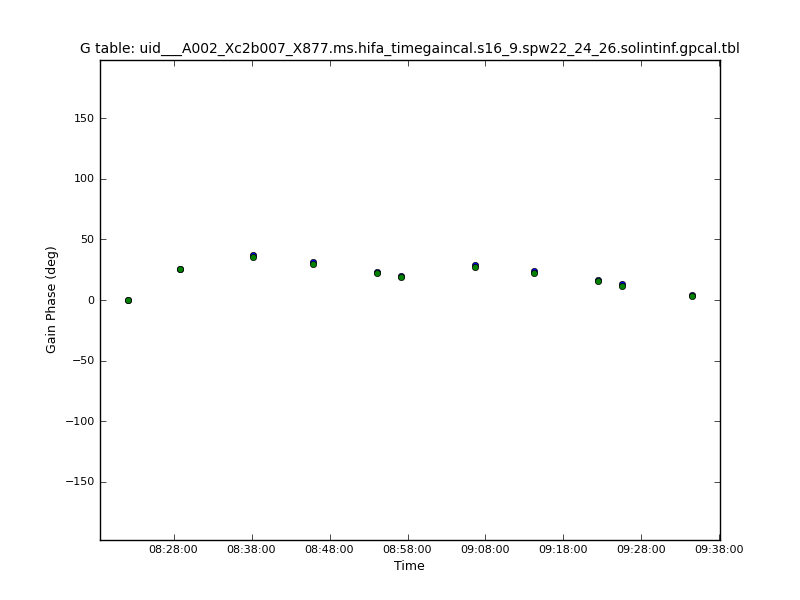 G table: uid___A002_Xc2b007_X877.ms.hifa_timegaincal.s16_9.spw22_24_26.solintinf.gpcal.tbl
150
100
50
0
−50
−100
−150
Gain Phase (deg)
08:28:00 08:38:00 08:48:00 08:58:00 09:08:00 09:18:00 09:28:00 09:38:00
Time